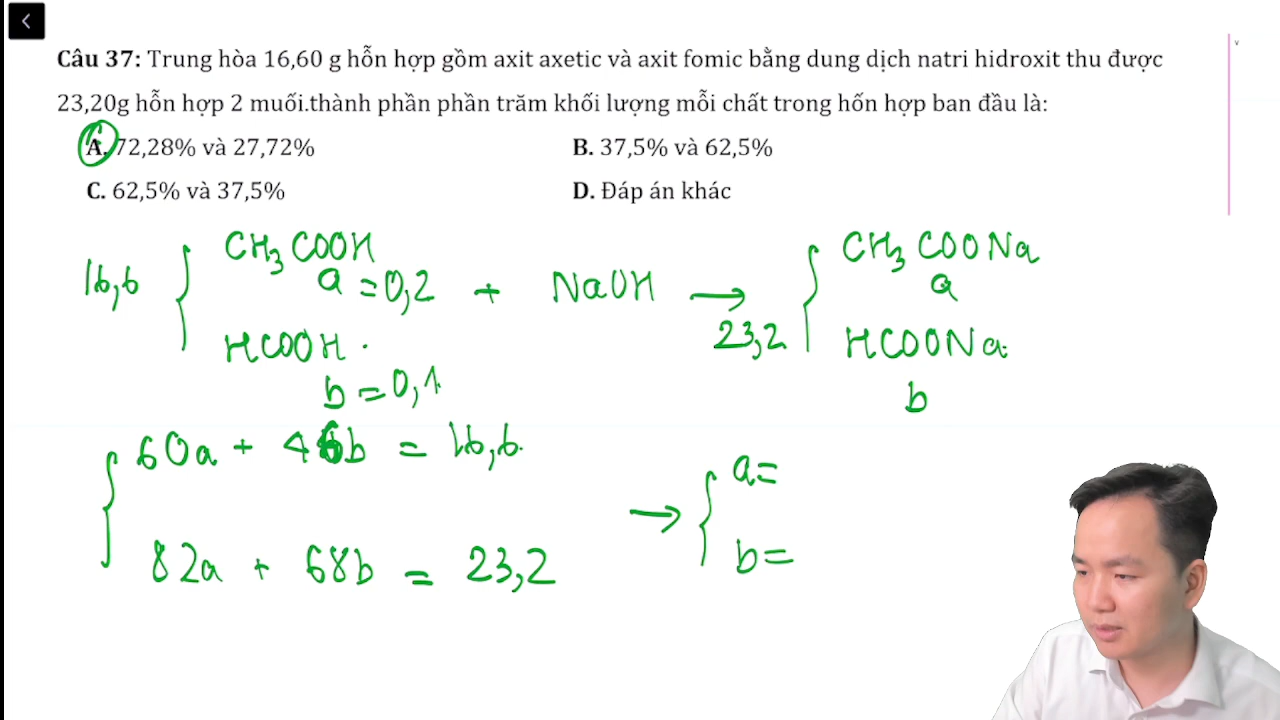 Câu 37: Trung hòa 16,60 g hỗn hợp gồm axit axetic và axit fomic bằng dung dịch natri hidroxit thu được
23,20g hỗn hợp 2 muối.thành phần phần trăm khối lượng mỗi chất trong hốn hợp ban đầu là:
A. 72,28% và 27,72% B. 37,5% và 62,5%
C. 62,5% và 37,5% D. Đáp án khác
16,6 { CH3COOH a = 0,2 + NaOH → 23,2 { CH3COONa a
HCOOH b = 0,1 HCOONa b
{ 60a + 46b = 16,6 → { a=
82a + 68b = 23,2 b=